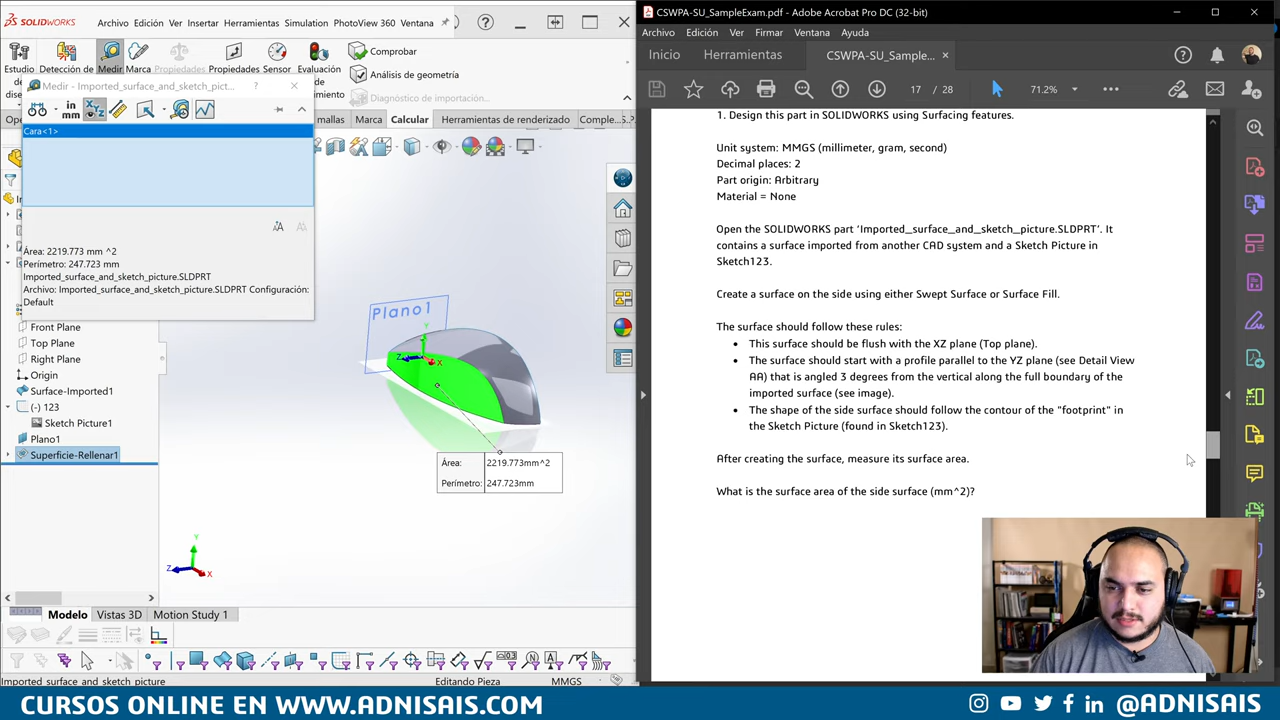 SOLIDWORKS
Archivo Edición Ver Insertar Herramientas PhotoView 360 Ventana
Estudio Detección de Medir Marca Propiedades Propiedades Sensor
Comprobar
Análisis de geometría
Diagnóstico de importación...
Medir - Imported_surface_and_sketch_pict...
in
mm
mallas Marca Calcular Herramientas de renderizado
Cara<1>
Área: 2219.773 mm ^2
Perímetro: 247.723 mm
Imported_surface_and_sketch_picture.SLDPRT
Archivo: Imported_surface_and_sketch_picture.SLDPRT Configuración:
Default
Front Plane
Top Plane
Right Plane
Origin
Surface-Imported1
(-) 123
Sketch Picture1
Plano1
Superficie-Rellenar1
Plano1
Y
Z
X
Área: 2219.773mm^2
Perímetro: 247.723mm
Y
Z
X
Modelo Vistas 3D Motion Study 1
Imported surface and sketch picture
Editando Pieza
MMGS
CSWPA-SU_SampleExam.pdf - Adobe Acrobat Pro DC (32-bit)
Archivo Edición Ver Firmar Ventana Ayuda
Inicio Herramientas CSWPA-SU_Sample... ×
17 / 28
71.2%
1. Design this part in SOLIDWORKS using Surfacing features.
Unit system: MMGS (millimeter, gram, second)
Decimal places: 2
Part origin: Arbitrary
Material = None
Open the SOLIDWORKS part ‘Imported_surface_and_sketch_picture.SLDPRT’. It
contains a surface imported from another CAD system and a Sketch Picture in
Sketch123.
Create a surface on the side using either Swept Surface or Surface Fill.
The surface should follow these rules:
• This surface should be flush with the XZ plane (Top plane).
• The surface should start with a profile parallel to the YZ plane (see Detail View
AA) that is angled 3 degrees from the vertical along the full boundary of the
imported surface (see image).
• The shape of the side surface should follow the contour of the "footprint" in
the Sketch Picture (found in Sketch123).
After creating the surface, measure its surface area.
What is the surface area of the side surface (mm^2)?
CURSOS ONLINE EN WWW.ADNISAIS.COM
@ADNISAIS